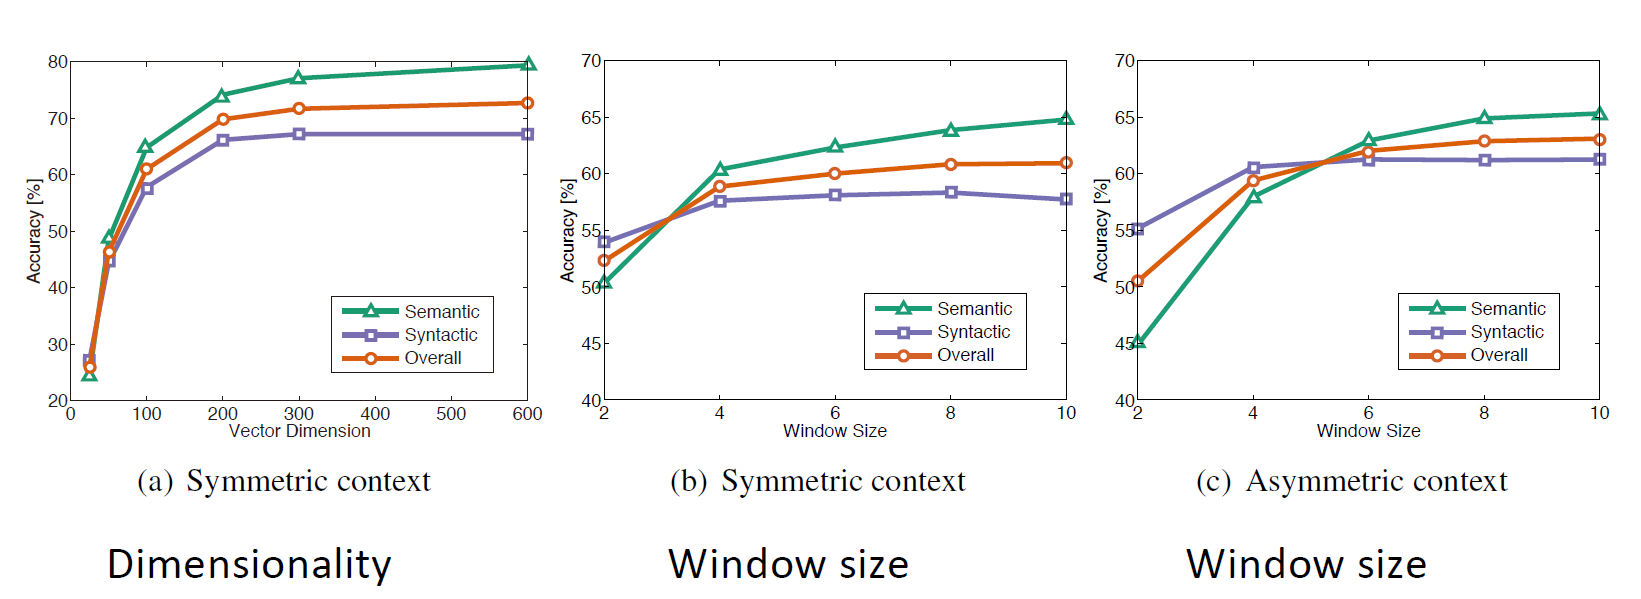 80
70
60
50
40
30
20
0 100 200 300 400 500 600
Vector Dimension
Accuracy [%]
Semantic
Syntactic
Overall
(a) Symmetric context
Dimensionality
70
65
60
55
50
45
40
2 4 6 8 10
Window Size
Accuracy [%]
Semantic
Syntactic
Overall
(b) Symmetric context
Window size
70
65
60
55
50
45
40
2 4 6 8 10
Window Size
Accuracy [%]
Semantic
Syntactic
Overall
(c) Asymmetric context
Window size